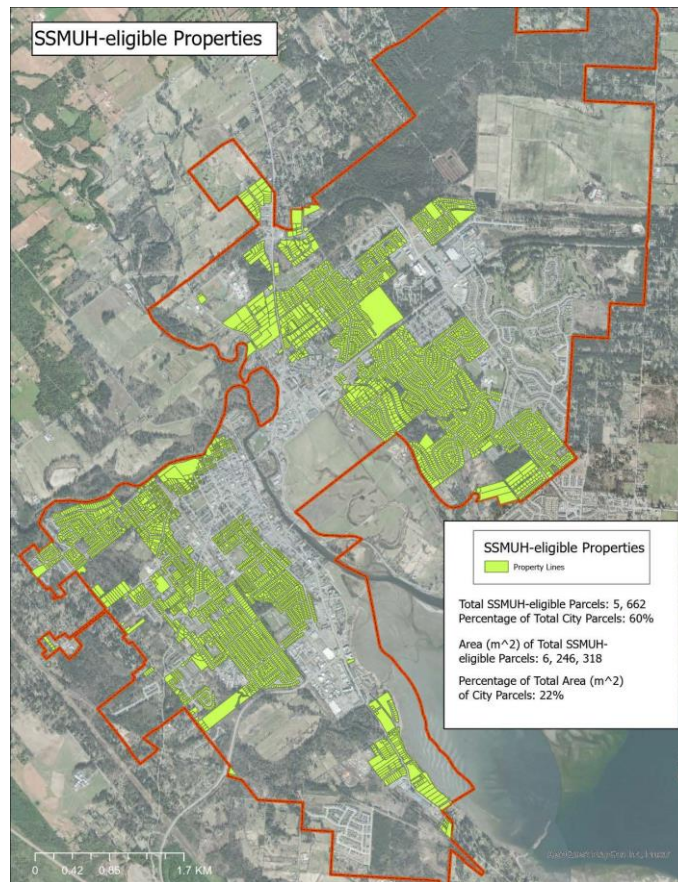 SSMUH-eligible Properties
SSMUH-eligible Properties
Property Lines
Total SSMUH-eligible Parcels: 5, 662
Percentage of Total City Parcels: 60%
Area (m^2) of Total SSMUH-
eligible Parcels: 6, 246, 318
Percentage of Total Area (m^2)
of City Parcels: 22%
0 0.42 0.85 1.7 KM